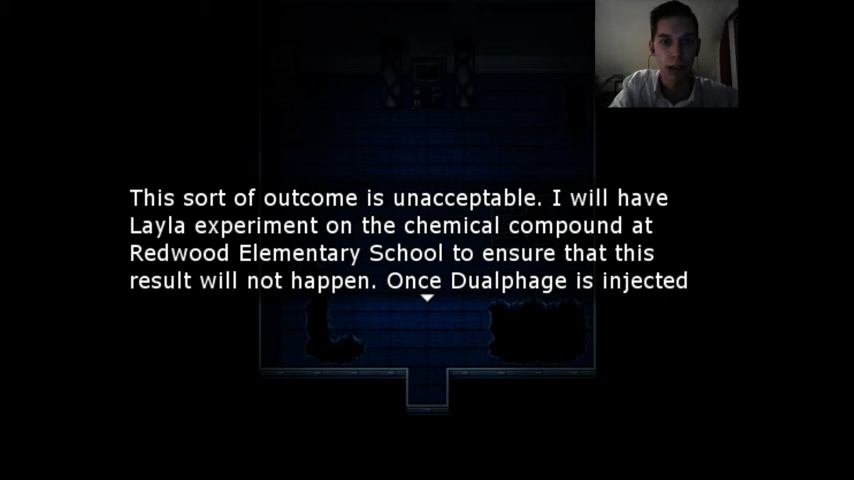 This sort of outcome is unacceptable. I will have
Layla experiment on the chemical compound at
Redwood Elementary School to ensure that this
result will not happen. Once Dualphage is injected